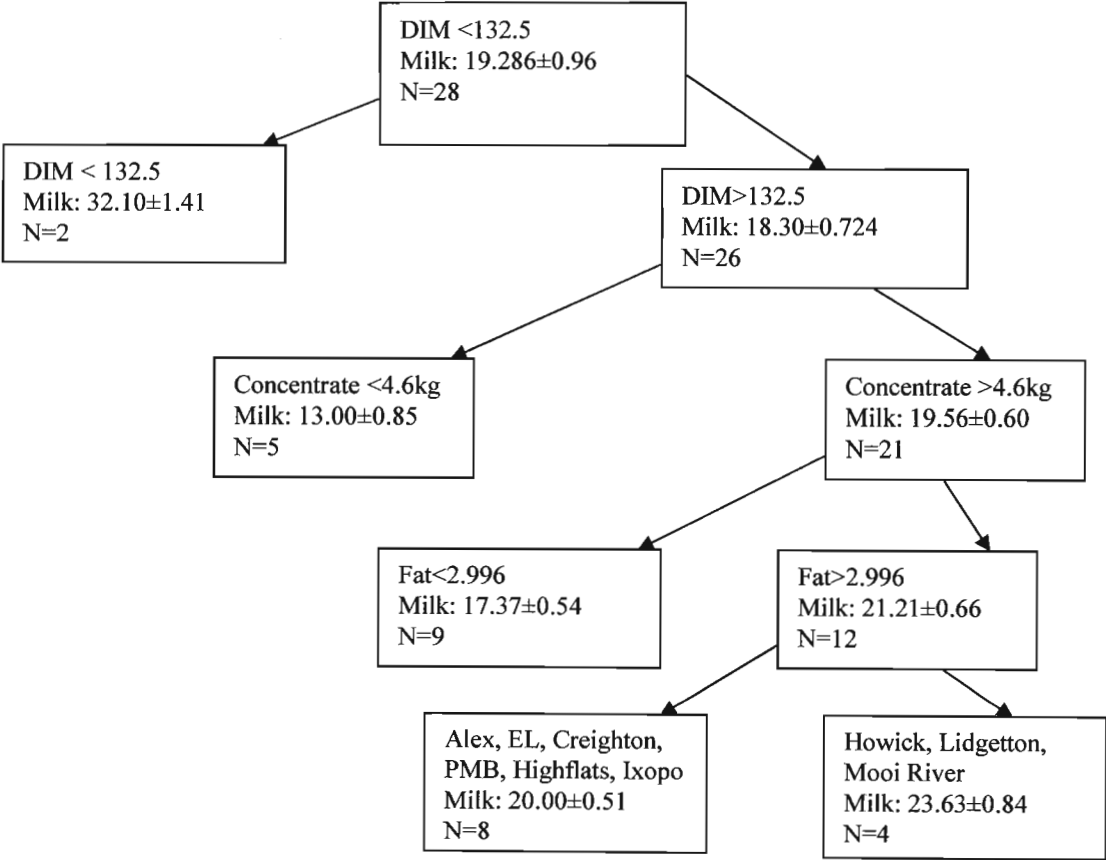 DIM <132.5
Milk: 19.286±0.96
N=28
DIM < 132.5
Milk: 32.10±1.41
N=2
DIM>132.5
Milk: 18.30±0.724
N=26
Concentrate <4.6kg
Milk: 13.00±0.85
N=5
Concentrate >4.6kg
Milk: 19.56±0.60
N=21
Fat<2.996
Milk: 17.37±0.54
N=9
Fat>2.996
Milk: 21.21±0.66
N=12
Alex, EL, Creighton,
PMB, Highflats, Ixopo
Milk: 20.00±0.51
N=8
Howick, Lidgetton,
Mooi River
Milk: 23.63±0.84
N=4